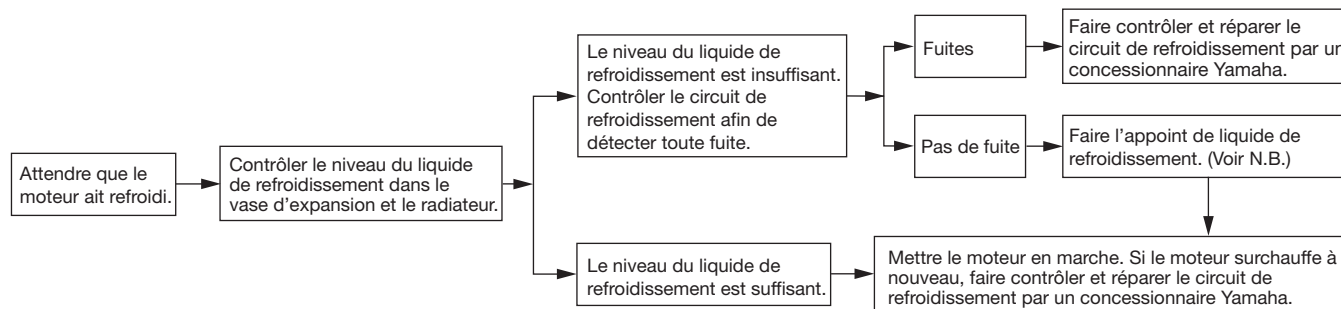 Attendre que le
moteur ait refroidi.
Contrôler le niveau du liquide
de refroidissement dans le
vase d'expansion et le radiateur.
Le niveau du liquide de
refroidissement est insuffisant.
Contrôler le circuit de
refroidissement afin de
détecter toute fuite.
Fuites
Faire contrôler et réparer le
circuit de refroidissement par un
concessionnaire Yamaha.
Pas de fuite
Faire l'appoint de liquide de
refroidissement. (Voir N.B.)
Le niveau du liquide de
refroidissement est suffisant.
Mettre le moteur en marche. Si le moteur surchauffe à
nouveau, faire contrôler et réparer le circuit de
refroidissement par un concessionnaire Yamaha.